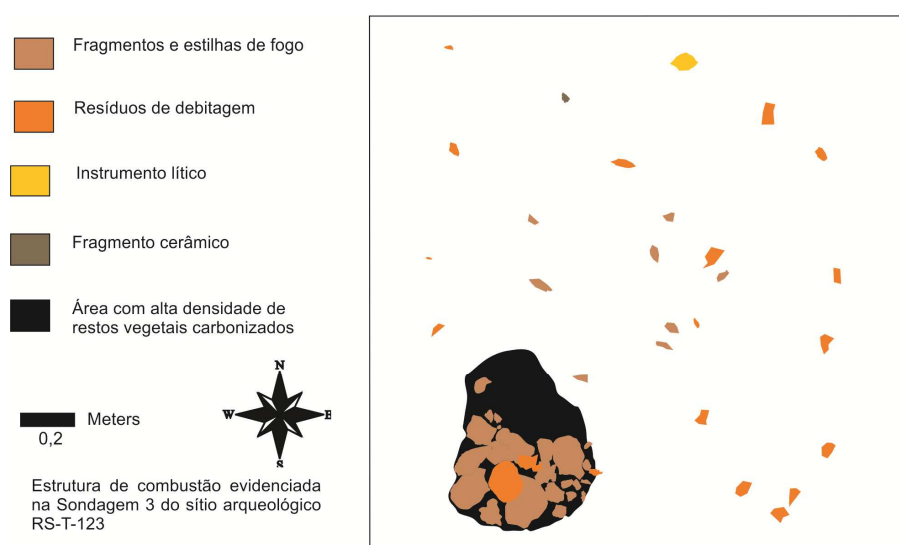 Fragmentos e estilhas de fogo
Resíduos de debitagem
Instrumento lítico
Fragmento cerâmico
Área com alta densidade de
restos vegetais carbonizados
N
W E
S
Meters
0,2
Estrutura de combustão evidenciada
na Sondagem 3 do sítio arqueológico
RS-T-123